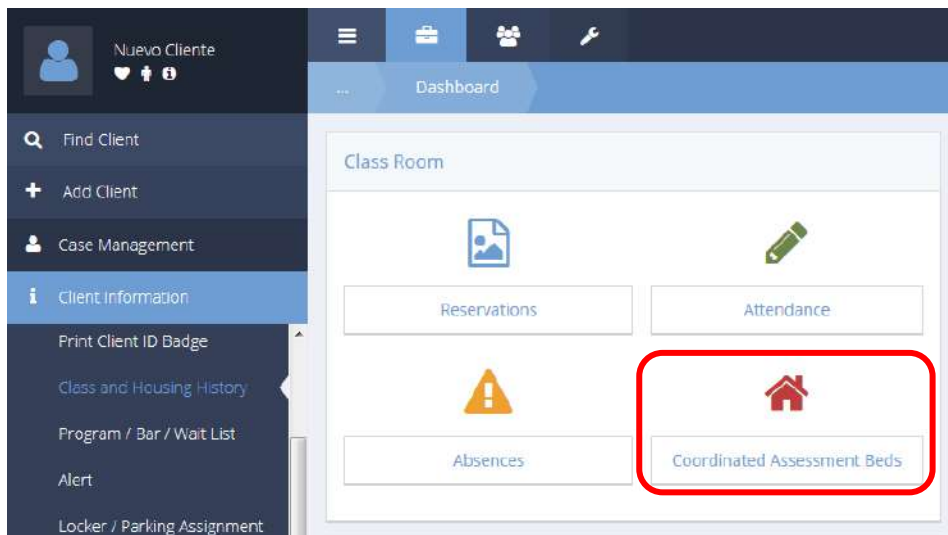 Nuevo Cliente
... Dashboard
Find Client
Add Client
Case Management
Client Information
Print Client ID Badge
Class and Housing History
Program / Bar / Wait List
Alert
Locker / Parking Assignment
Class Room
Reservations
Attendance
Absences
Coordinated Assessment Beds